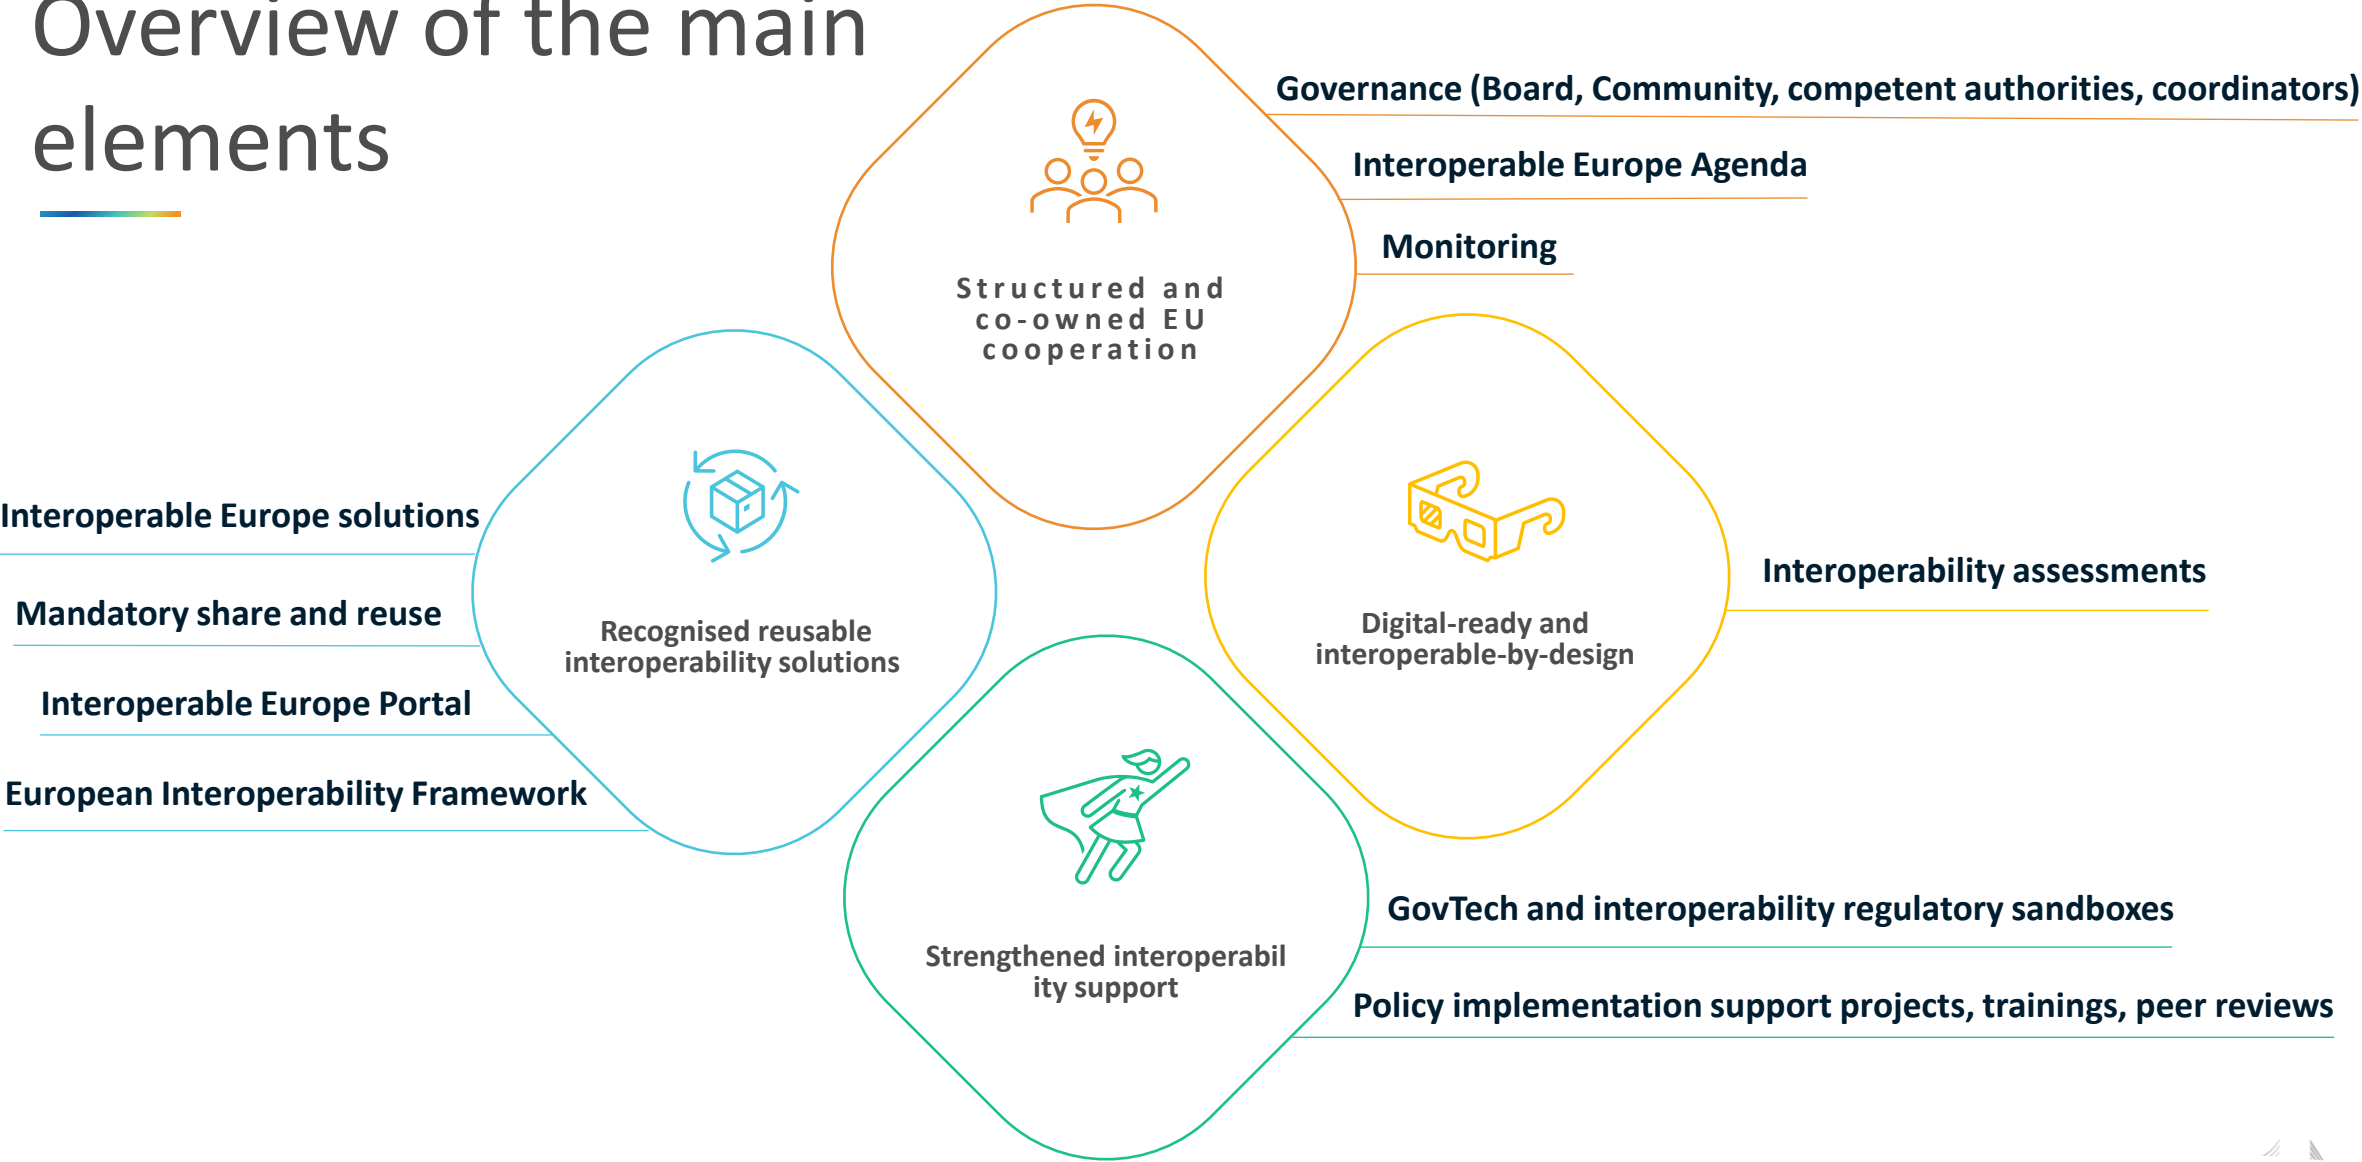 Overview of the main
elements
Governance (Board, Community, competent authorities, coordinators)
Interoperable Europe Agenda
Monitoring
Structured and
co-owned EU
cooperation
Interoperable Europe solutions
Mandatory share and reuse
Interoperable Europe Portal
European Interoperability Framework
Recognised reusable
interoperability solutions
Digital-ready and
interoperable-by-design
Interoperability assessments
Strengthened interoperabil
ity support
GovTech and interoperability regulatory sandboxes
Policy implementation support projects, trainings, peer reviews